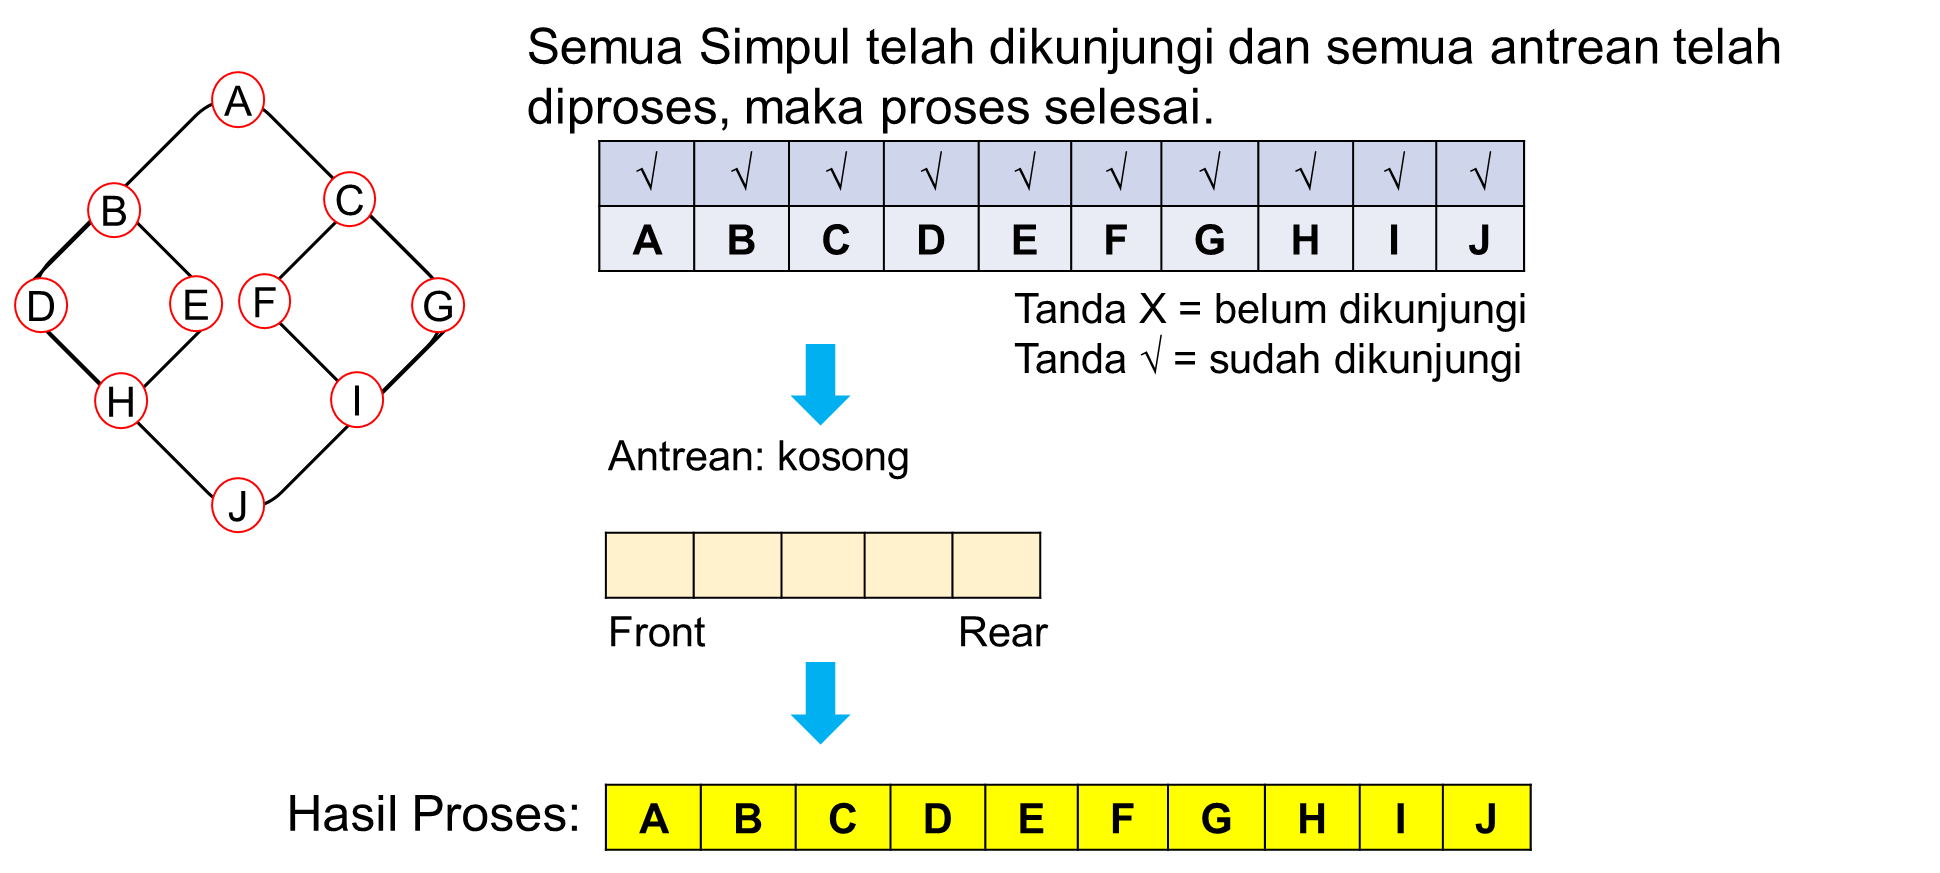 Semua Simpul telah dikunjungi dan semua antrean telah
diproses, maka proses selesai.
A
B C
D E F G
H I
J
√ √ √ √ √ √ √ √ √ √
A B C D E F G H I J
Tanda X = belum dikunjungi
Tanda √ = sudah dikunjungi
Antrean: kosong
Front Rear
Hasil Proses: A B C D E F G H I J